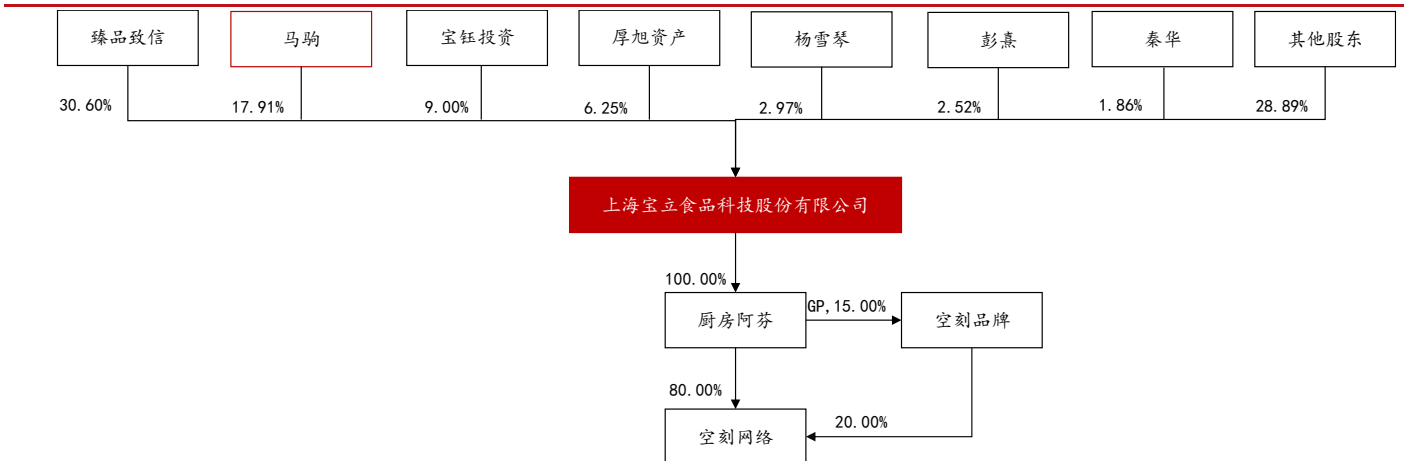 臻品致信
马驹
宝钰投资
厚旭资产
杨雪琴
彭熹
秦华
其他股东
30.60%
17.91%
9.00%
6.25%
2.97%
2.52%
1.86%
28.89%
上海宝立食品科技股份有限公司
100.00%
厨房阿芬
GP,15.00%
空刻品牌
80.00%
20.00%
空刻网络